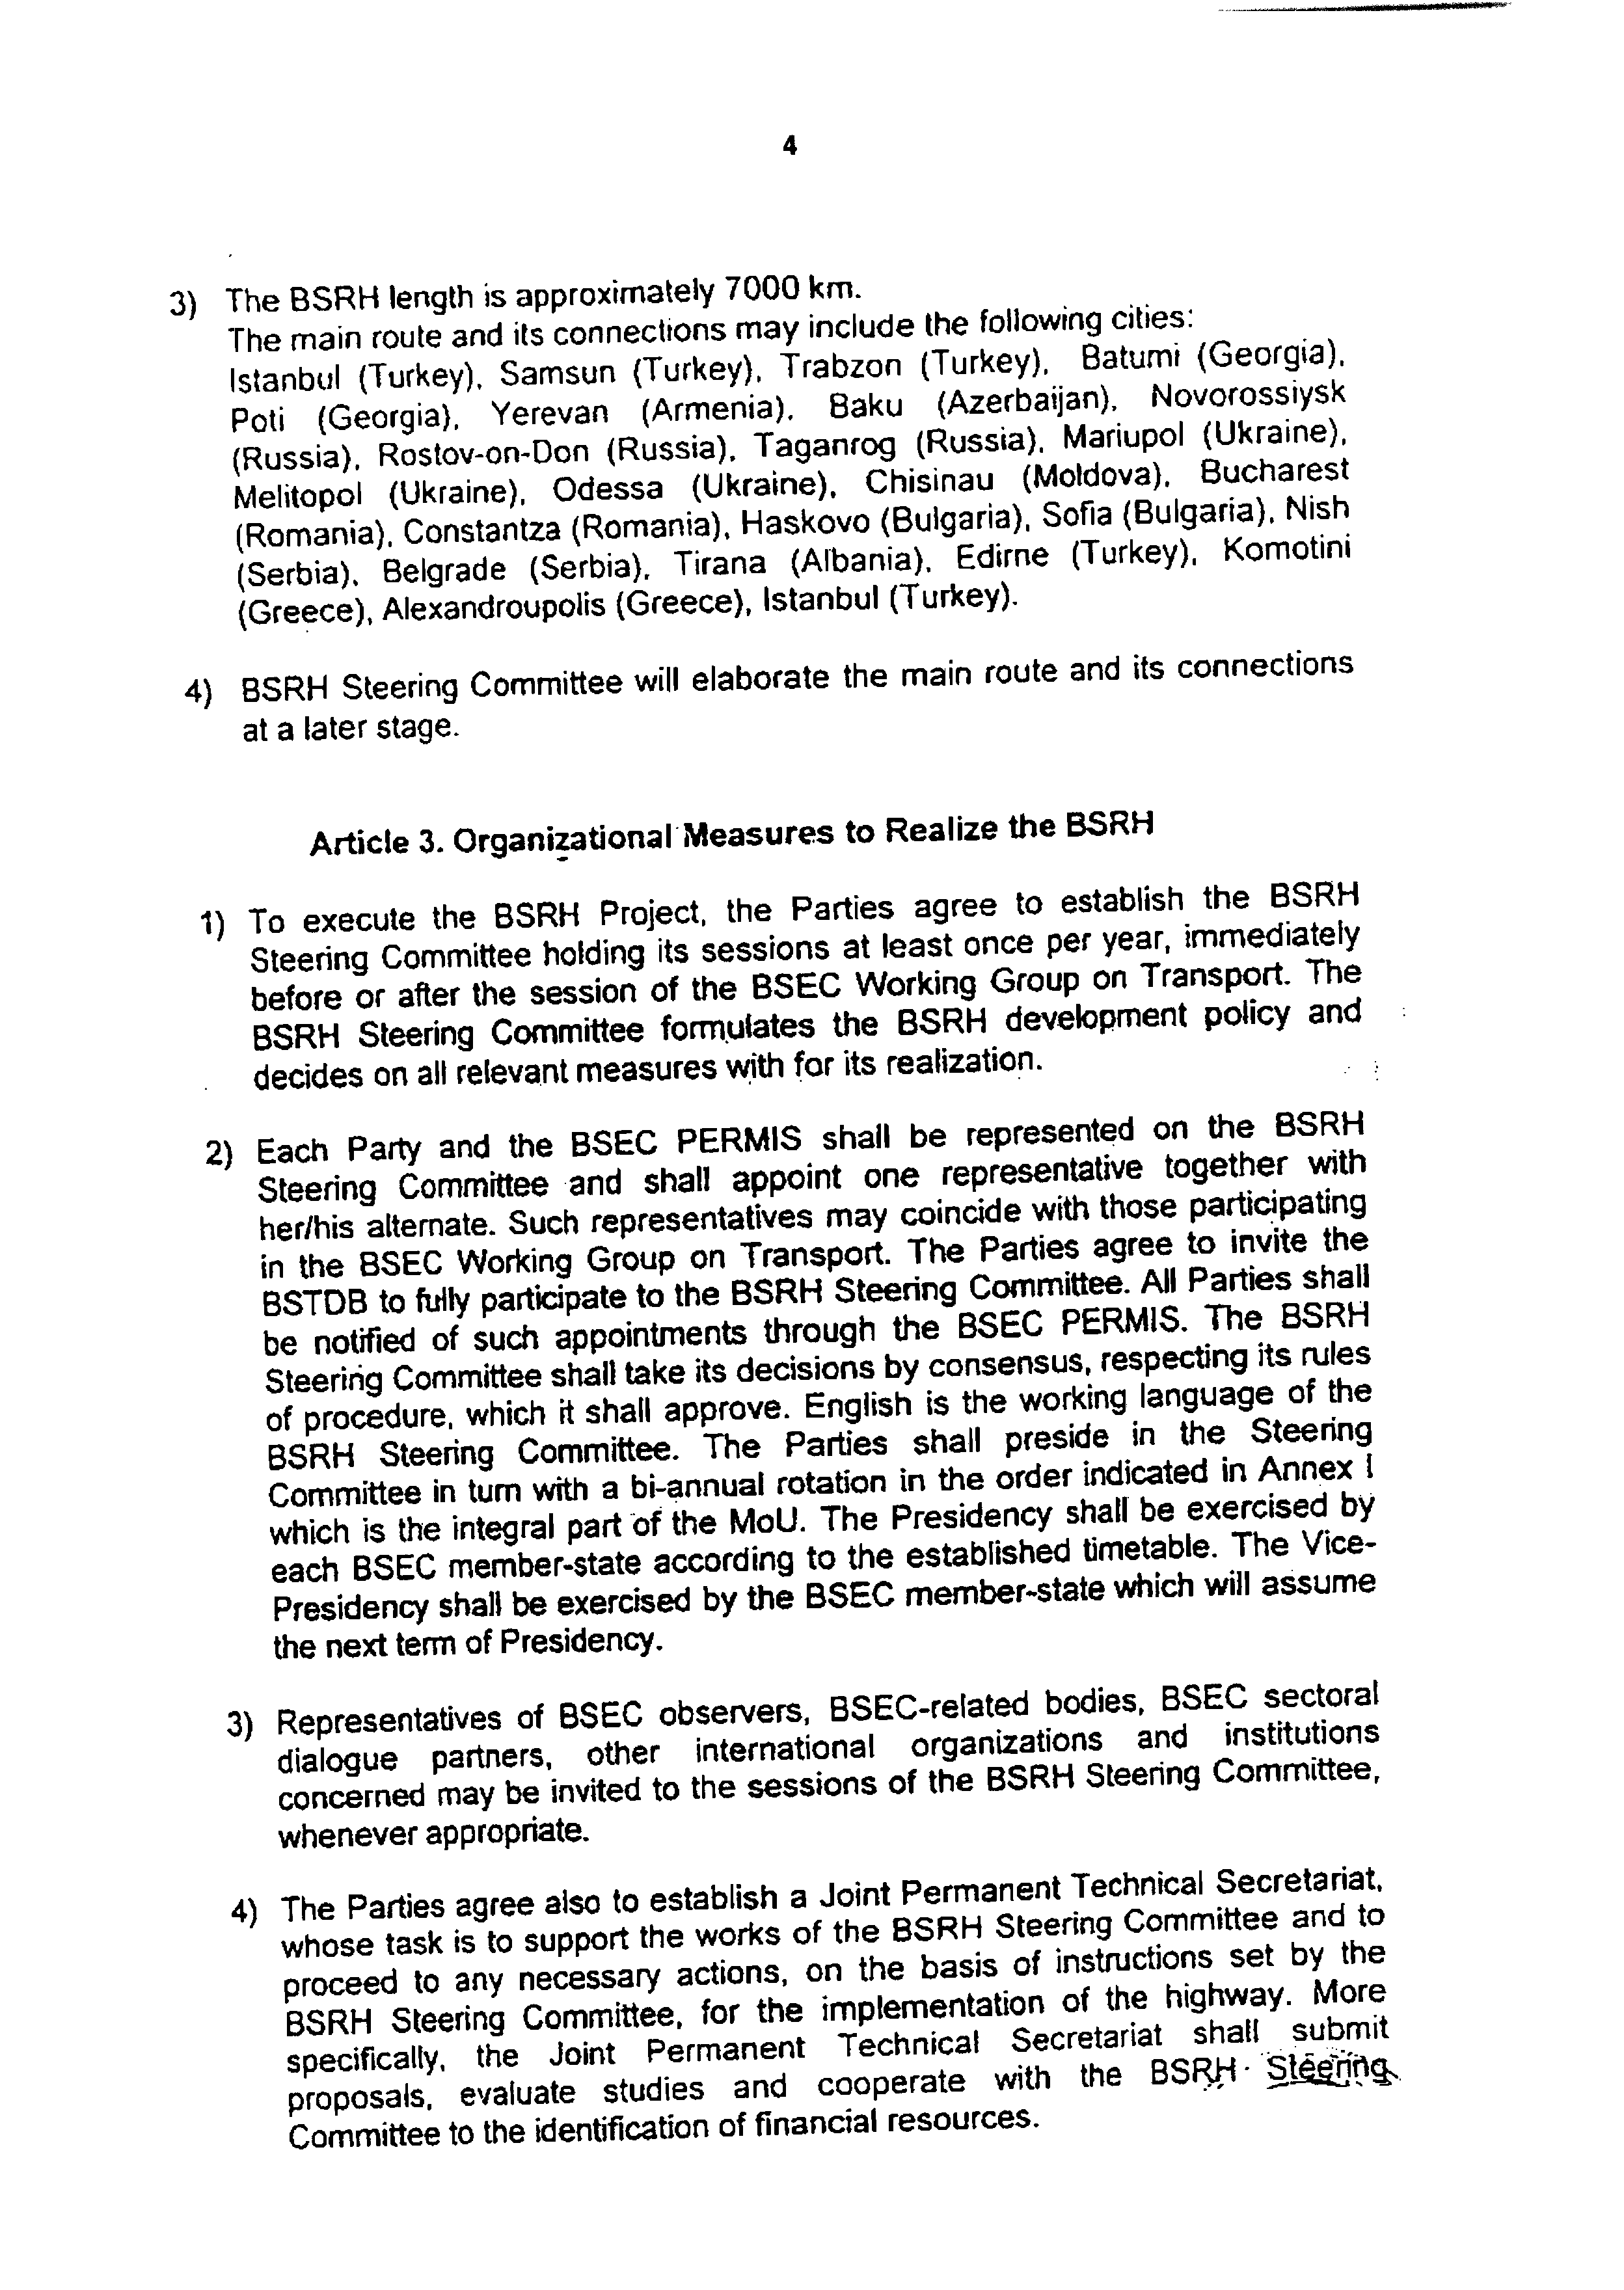 4
3) The BSRH length is approximately 7000 km.
The main route and its connections may include the following cities:
Istanbul (Turkey), Samsun (Turkey), Trabzon (Turkey), Batumi (Georgia),
Poti (Georgia), Yerevan (Armenia), Baku (Azerbaijan), Novorossiysk
(Russia), Rostov-on-Don (Russia), Taganrog (Russia), Mariupol (Ukraine),
Melitopol (Ukraine), Odessa (Ukraine), Chisinau (Moldova), Bucharest
(Romania), Constantza (Romania), Haskovo (Bulgaria), Sofia (Bulgaria), Nish
(Serbia), Belgrade (Serbia), Tirana (Albania), Edirne (Turkey), Komotini
(Greece), Alexandroupolis (Greece), Istanbul (Turkey).
4) BSRH Steering Committee will elaborate the main route and its connections
at a later stage.
Article 3. Organizational Measures to Realize the BSRH
1) To execute the BSRH Project, the Parties agree to establish the BSRH
Steering Committee holding its sessions at least once per year, immediately
before or after the session of the BSEC Working Group on Transport. The
BSRH Steering Committee formulates the BSRH development policy and
decides on all relevant measures with for its realization.
2) Each Party and the BSEC PERMIS shall be represented on the BSRH
Steering Committee and shall appoint one representative together with
her/his alternate. Such representatives may coincide with those participating
in the BSEC Working Group on Transport. The Parties agree to invite the
BSTDB to fully participate to the BSRH Steering Committee. All Parties shall
be notified of such appointments through the BSEC PERMIS. The BSRH
Steering Committee shall take its decisions by consensus, respecting its rules
of procedure, which it shall approve. English is the working language of the
BSRH Steering Committee. The Parties shall preside in the Steering
Committee in turn with a bi-annual rotation in the order indicated in Annex I
which is the integral part of the MoU. The Presidency shall be exercised by
each BSEC member-state according to the established timetable. The Vice-
Presidency shall be exercised by the BSEC member-state which will assume
the next term of Presidency.
3) Representatives of BSEC observers, BSEC-related bodies, BSEC sectoral
dialogue partners, other international organizations and institutions
concerned may be invited to the sessions of the BSRH Steering Committee,
whenever appropriate.
4) The Parties agree also to establish a Joint Permanent Technical Secretariat,
whose task is to support the works of the BSRH Steering Committee and to
proceed to any necessary actions, on the basis of instructions set by the
BSRH Steering Committee, for the implementation of the highway. More
specifically, the Joint Permanent Technical Secretariat shall submit
proposals, evaluate studies and cooperate with the BSRH Steering
Committee to the identification of financial resources.